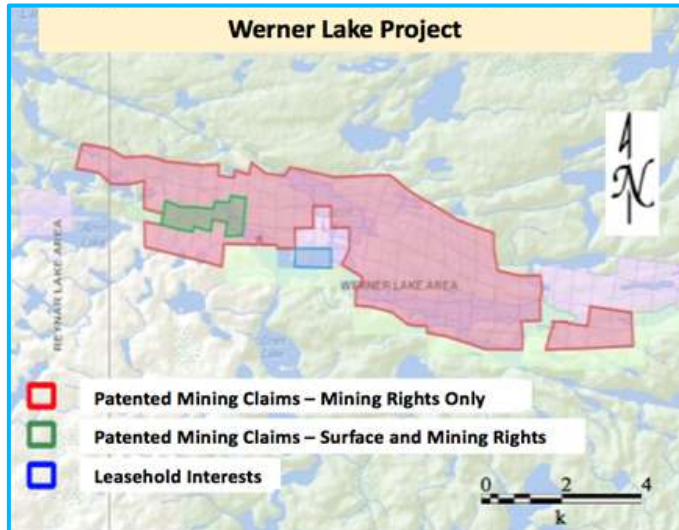 Werner Lake Project
N
REYNAR LAKE AREA
WERNER LAKE AREA
Patented Mining Claims – Mining Rights Only
Patented Mining Claims – Surface and Mining Rights
Leasehold Interests
0 2 4
k